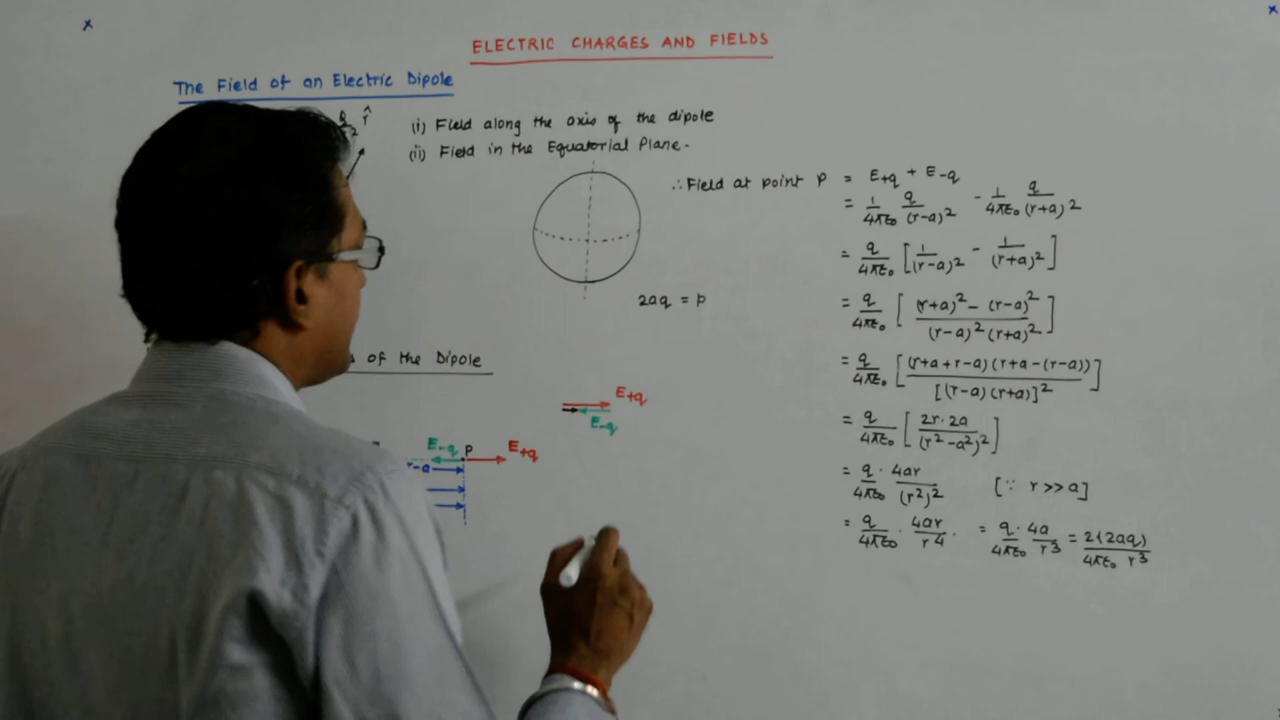 ELECTRIC CHARGES AND FIELDS
The Field of an Electric Dipole
r̂
(i) Field along the axis of the dipole
(ii) Field in the Equatorial Plane.
∴ Field at point P = E+q + E-q
= 1/4πε₀ q/(r-a)² - 1/4πε₀ q/(r+a)²
= q/4πε₀ [1/(r-a)² - 1/(r+a)²]
2aq = p
= q/4πε₀ [(r+a)² - (r-a)² / (r-a)² (r+a)²]
= q/4πε₀ [(r+a+r-a)(r+a-(r-a)) / [(r-a)(r+a)]²]
of the Dipole
E+q
E-q
= q/4πε₀ [2r·2a / (r²-a²)²]
E-q P E+q
r-a
= q/4πε₀ · 4ar/(r²)² [∵ r>>a]
= q/4πε₀ · 4ar/r4 · = q/4πε₀ · 4a/r3 = 2(2aq)/4πε₀ r3